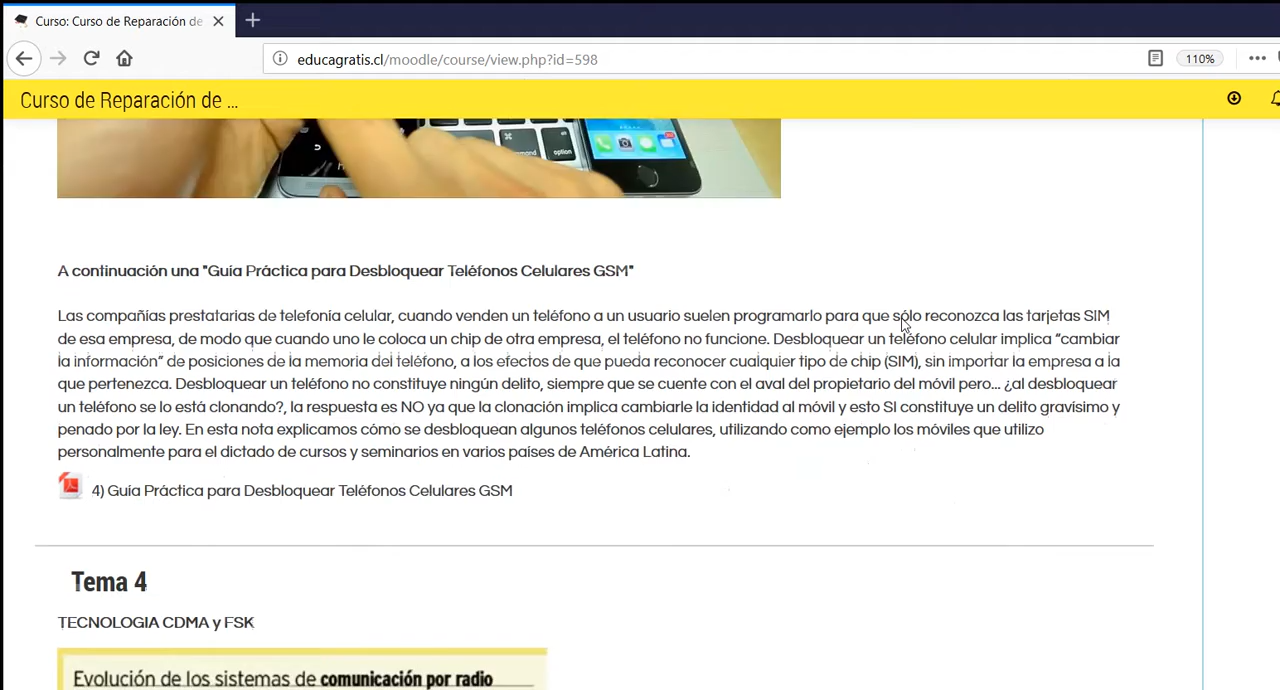 Curso: Curso de Reparación de
educagratis.cl/moodle/course/view.php?id=598
110%
Curso de Reparación de ...
command
option
A continuación una "Guía Práctica para Desbloquear Teléfonos Celulares GSM"
Las compañías prestatarias de telefonía celular, cuando venden un teléfono a un usuario suelen programarlo para que sólo reconozca las tarjetas SIM
de esa empresa, de modo que cuando uno le coloca un chip de otra empresa, el teléfono no funcione. Desbloquear un teléfono celular implica “cambiar
la información” de posiciones de la memoria del teléfono, a los efectos de que pueda reconocer cualquier tipo de chip (SIM), sin importar la empresa a la
que pertenezca. Desbloquear un teléfono no constituye ningún delito, siempre que se cuente con el aval del propietario del móvil pero... ¿al desbloquear
un teléfono se lo está clonando?, la respuesta es NO ya que la clonación implica cambiarle la identidad al móvil y esto SI constituye un delito gravísimo y
penado por la ley. En esta nota explicamos cómo se desbloquean algunos teléfonos celulares, utilizando como ejemplo los móviles que utilizo
personalmente para el dictado de cursos y seminarios en varios países de América Latina.
4) Guía Práctica para Desbloquear Teléfonos Celulares GSM
Tema 4
TECNOLOGIA CDMA y FSK
Evolución de los sistemas de comunicación por radio